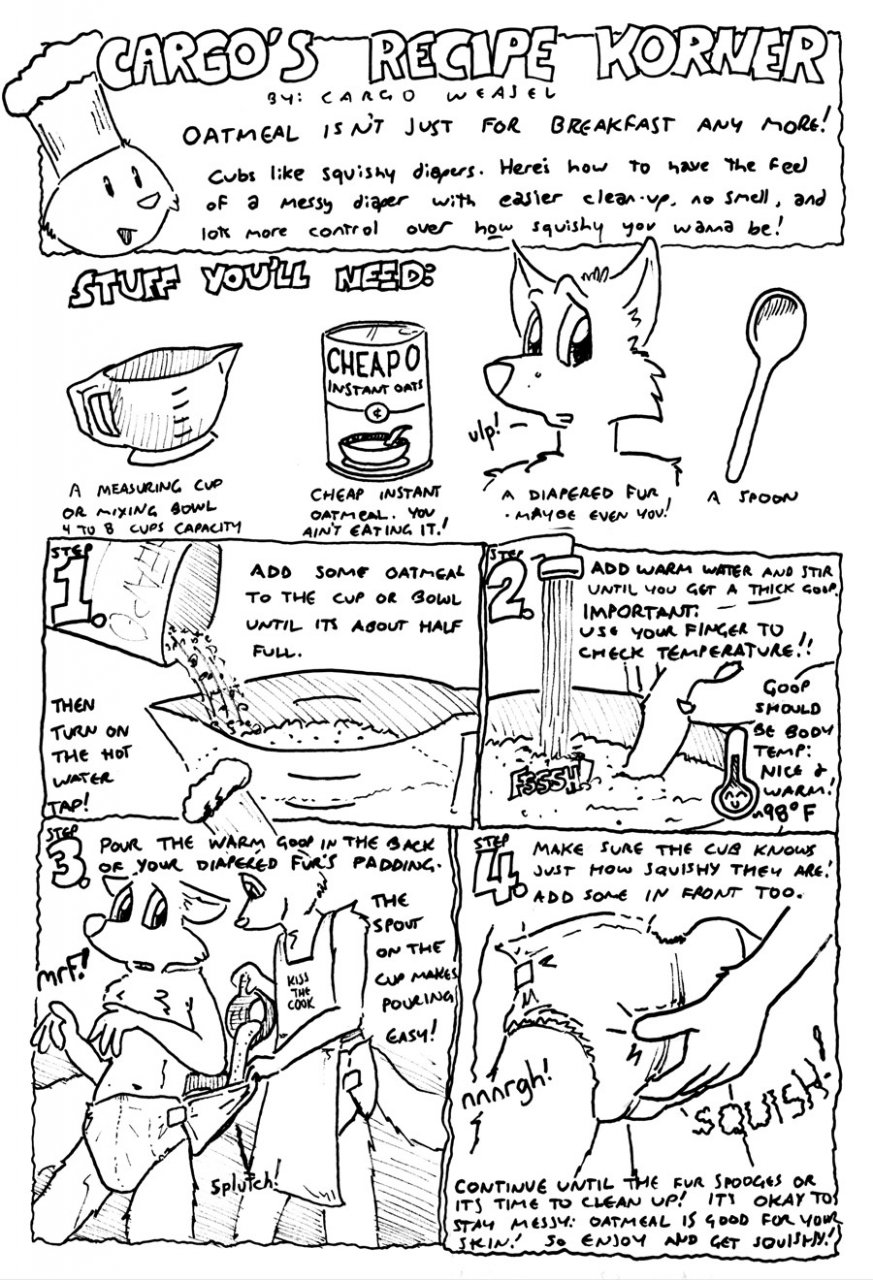 CARGO'S RECIPE KORNER
BY: CARGO WEASEL
OATMEAL ISN'T JUST FOR BREAKFAST ANY MORE!
Cubs like squishy diapers. Here's how to have the feel
of a messy diaper with easier clean-up, no smell, and
lots more control over how squishy you wanna be!
STUFF YOU'LL NEED:
CHEAPO
INSTANT OATS
¢
ulp!
A MEASURING CUP
OR MIXING BOWL
4 TO 8 CUPS CAPACITY
CHEAP INSTANT
OATMEAL. YOU
AIN'T EATING IT!
A DIAPERED FUR
- MAYBE EVEN YOU!
A SPOON
STEP
1.
CHEAPO
ADD SOME OATMEAL
TO THE CUP OR BOWL
UNTIL ITS ABOUT HALF
FULL.
THEN
TURN ON
THE HOT
WATER
TAP!
STEP
2.
ADD WARM WATER AND STIR
UNTIL YOU GET A THICK GOOP.
IMPORTANT:
USE YOUR FINGER TO
CHECK TEMPERATURE!!
GOOP
SHOULD
BE BODY
TEMP:
NICE &
WARM!
~98°F
FSSSH!
STEP
3.
POUR THE WARM GOOP IN THE BACK
OF YOUR DIAPERED FUR'S PADDING.
THE
SPOUT
ON THE
CUP MAKES
POURING
EASY!
mrf!
KISS
THE
COOK
Splutch!
STEP
4.
MAKE SURE THE CUB KNOWS
JUST HOW SQUISHY THEY ARE!
ADD SOME IN FRONT TOO.
nnnrgh!
SQUISH!
CONTINUE UNTIL THE FUR SPOOGES OR
ITS TIME TO CLEAN UP! ITS OKAY TO
STAY MESSY: OATMEAL IS GOOD FOR YOUR
SKIN! SO ENJOY AND GET SQUISHY!